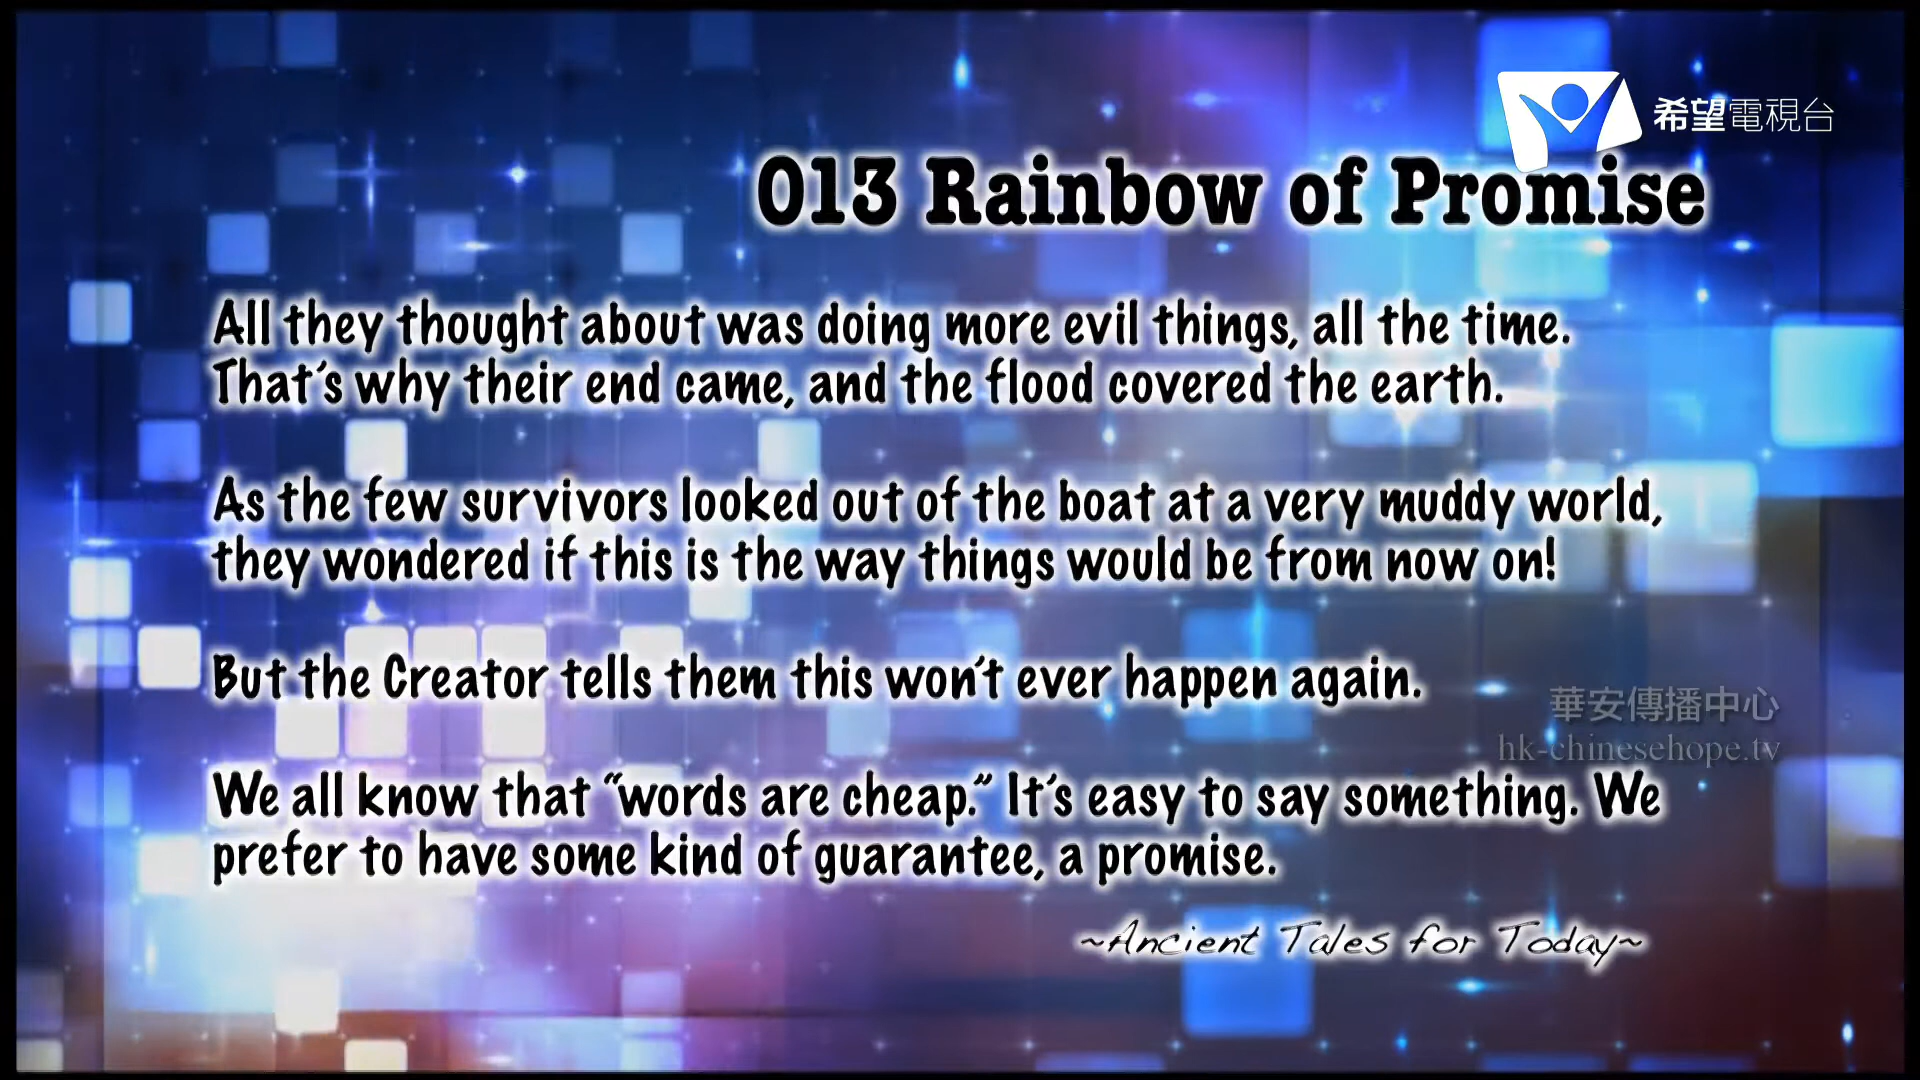 希望電視台
013 Rainbow of Promise
All they thought about was doing more evil things, all the time.
That's why their end came, and the flood covered the earth.
As the few survivors looked out of the boat at a very muddy world,
they wondered if this is the way things would be from now on!
But the Creator tells them this won't ever happen again.
華安傳播中心
hk-chinesehope.tv
We all know that “words are cheap.” It's easy to say something. We
prefer to have some kind of guarantee, a promise.
~Ancient Tales for Today~